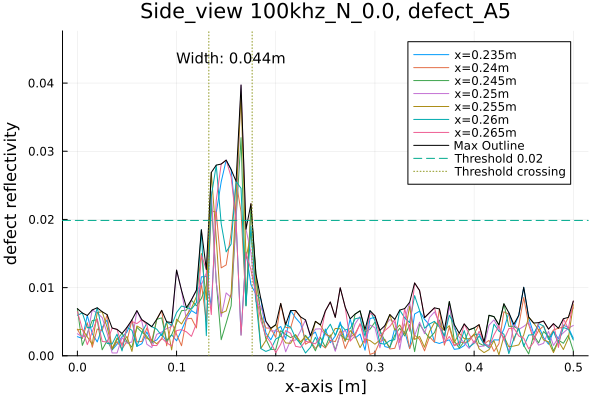 Side_view 100khz_N_0.0, defect_A5
Width: 0.044m
x=0.235m
x=0.24m
x=0.245m
x=0.25m
x=0.255m
x=0.26m
x=0.265m
Max Outline
Threshold 0.02
Threshold crossing
defect reflectivity
0.04
0.03
0.02
0.01
0.00
0.0 0.1 0.2 0.3 0.4 0.5
x-axis [m]